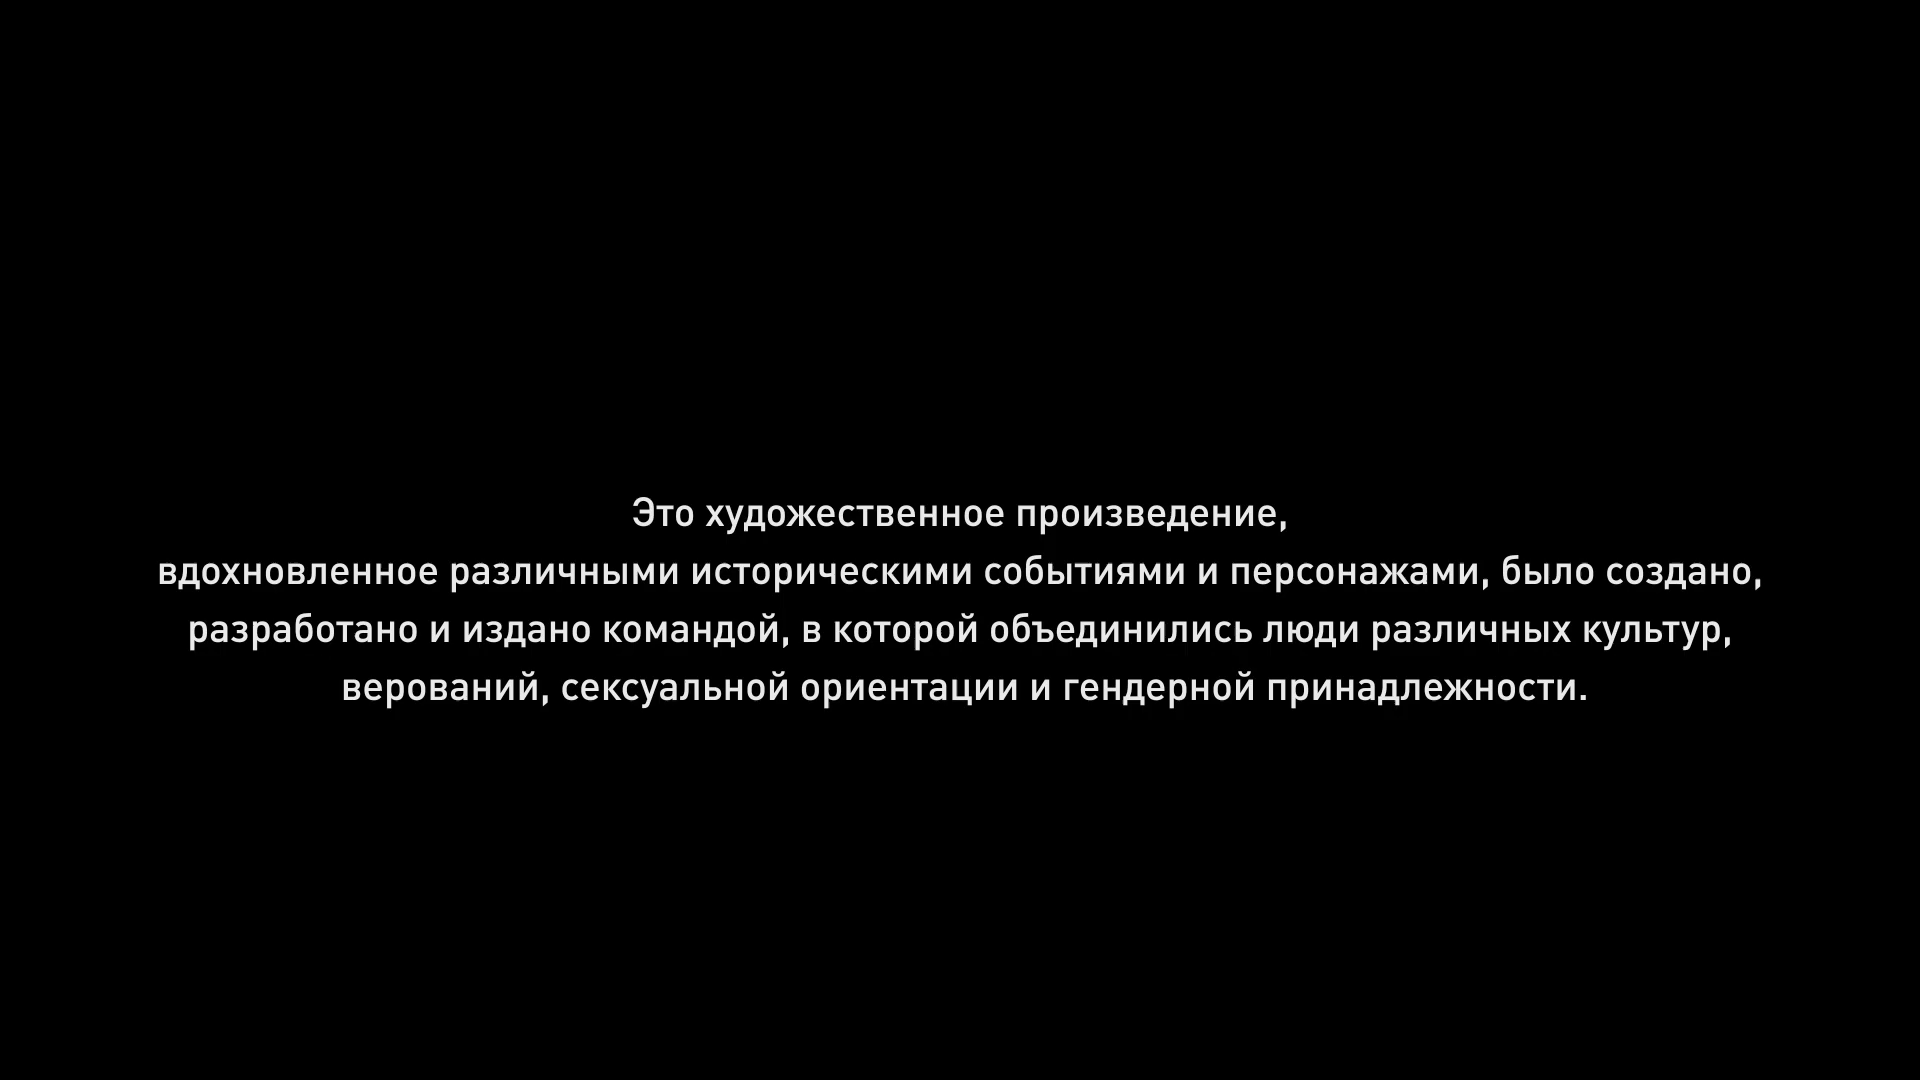 Это художественное произведение,
вдохновленное различными историческими событиями и персонажами, было создано,
разработано и издано командой, в которой объединились люди различных культур,
верований, сексуальной ориентации и гендерной принадлежности.